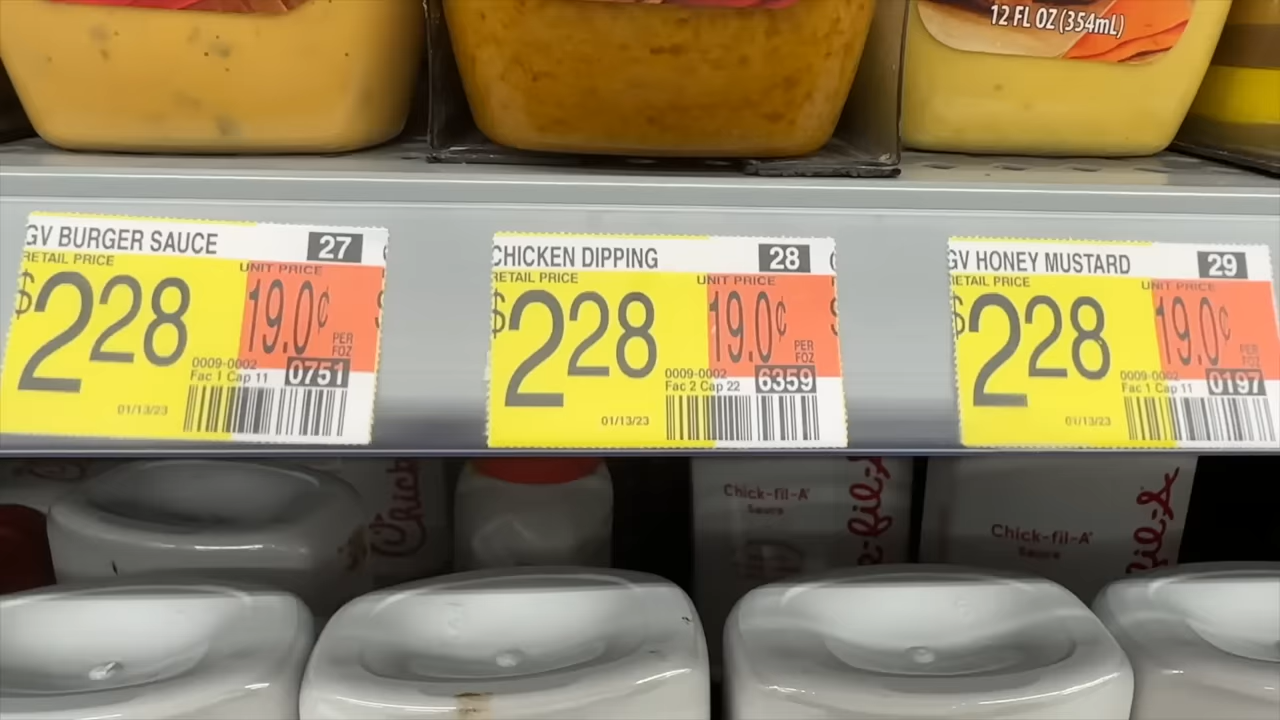 12 FL OZ (354mL)
GV BURGER SAUCE 27
RETAIL PRICE UNIT PRICE
$2 28 19.0¢
PER
FOZ
0009-0002
Fac 1 Cap 11 0751
01/13/23
CHICKEN DIPPING 28
RETAIL PRICE UNIT PRICE
$2 28 19.0¢
PER
FOZ
0009-0002
Fac 2 Cap 22 6359
01/13/23
GV HONEY MUSTARD 29
RETAIL PRICE UNIT PRICE
$2 28 19.0¢
PER
FOZ
0009-0002
Fac 1 Cap 11 0197
01/13/23
Chick
Chick-fil-A
Sauce
-fil-A
Chick-fil-A
Sauce
fil-A